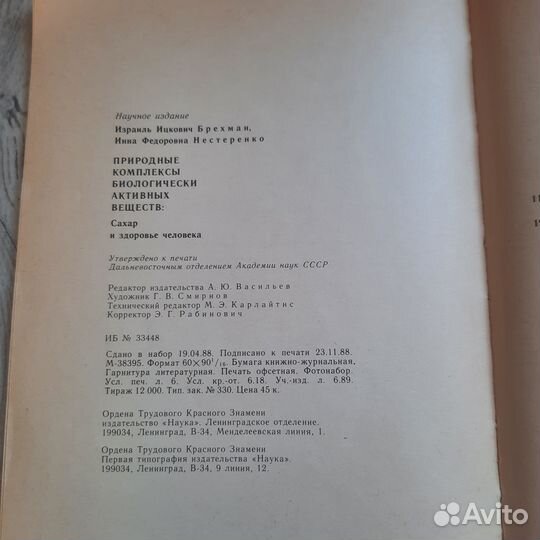 Научное издание
Израиль Ицкович Брехман,
Инна Федоровна Нестеренко
ПРИРОДНЫЕ
КОМПЛЕКСЫ
БИОЛОГИЧЕСКИ
АКТИВНЫХ
ВЕЩЕСТВ:
Сахар
и здоровье человека
Утверждено к печати
Дальневосточным отделением Академии наук СССР
Редактор издательства А. Ю. Васильев
Художник Г. В. Смирнов
Технический редактор М. Э. Карлайтис
Корректор Э. Г. Рабинович
ИБ № 33448
Сдано в набор 19.04.88. Подписано к печати 23.11.88.
М-38395. Формат 60×90¹/₁₆. Бумага книжно-журнальная.
Гарнитура литературная. Печать офсетная. Фотонабор.
Усл. печ. л. 6. Усл. кр.-от. 6.18. Уч.-изд. л. 6.89.
Тираж 12 000. Тип. зак. № 330. Цена 45 к.
Ордена Трудового Красного Знамени
издательство «Наука». Ленинградское отделение.
199034, Ленинград, В-34, Менделеевская линия, 1.
Ордена Трудового Красного Знамени
Первая типография издательства «Наука».
199034, Ленинград, В-34, 9 линия, 12.
Avito